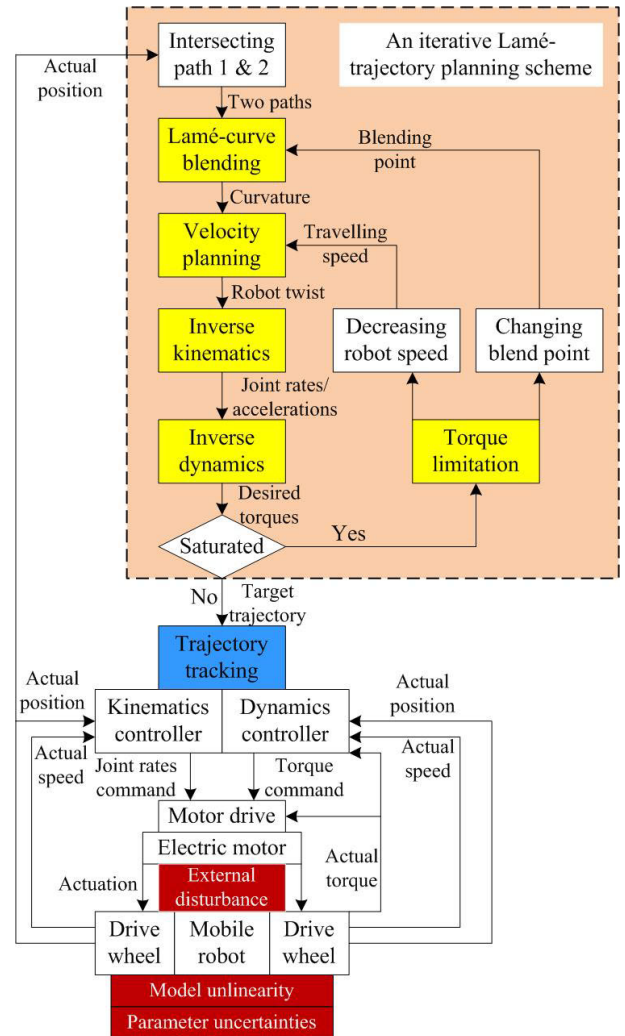 Intersecting
path 1 & 2
An iterative Lamé-
trajectory planning scheme
Actual
position
Two paths
Lamé-curve
blending
Blending
point
Curvature
Velocity
planning
Travelling
speed
Robot twist
Inverse
kinematics
Decreasing
robot speed
Changing
blend point
Joint rates/
accelerations
Inverse
dynamics
Torque
limitation
Desired
torques
Saturated
Yes
No
Target
trajectory
Trajectory
tracking
Actual
position
Kinematics
controller
Dynamics
controller
Actual
position
Actual
speed
Actual
speed
Joint rates
command
Torque
command
Motor drive
Electric motor
Actuation
External
disturbance
Actual
torque
Drive
wheel
Mobile
robot
Drive
wheel
Model unlinearity
Parameter uncertainties